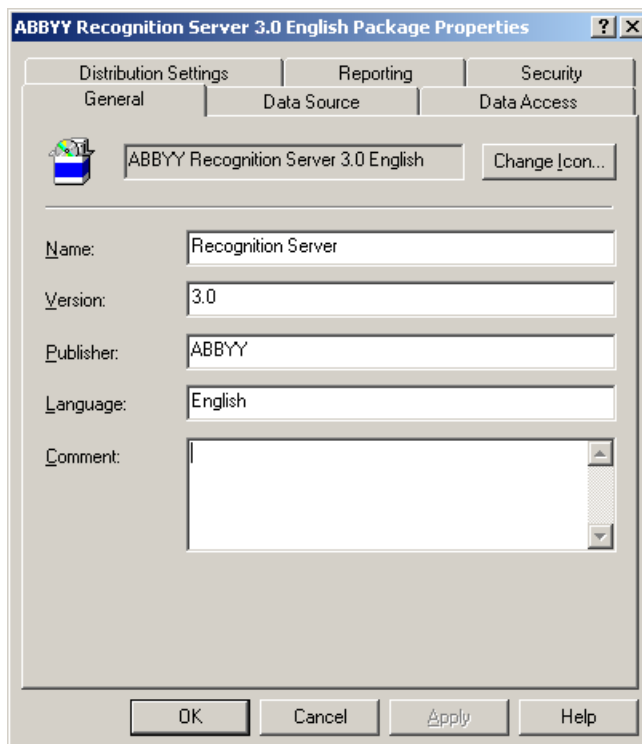 ABBYY Recognition Server 3.0 English Package Properties
Distribution Settings Reporting Security
General Data Source Data Access
ABBYY Recognition Server 3.0 English Change Icon...
Name: Recognition Server
Version: 3.0
Publisher: ABBYY
Language: English
Comment:
OK Cancel Apply Help